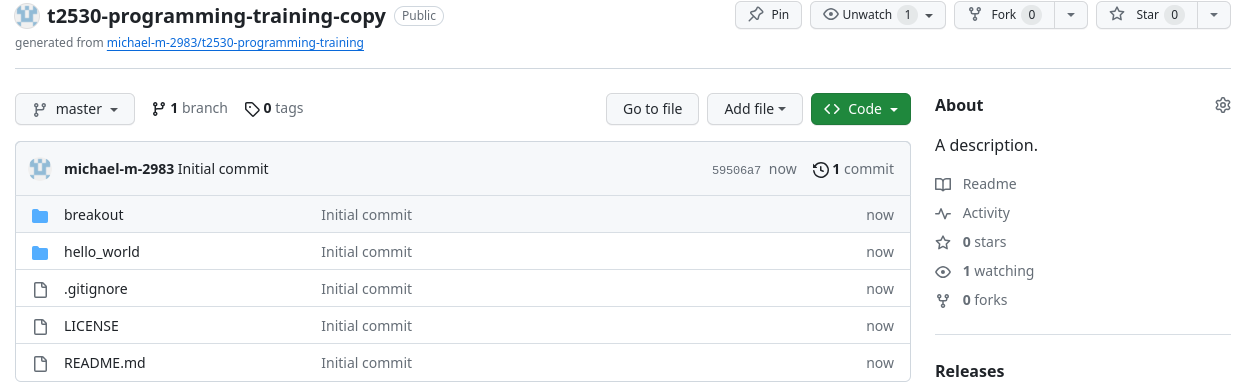 t2530-programming-training-copy Public Pin Unwatch 1 Fork 0 Star 0
generated from michael-m-2983/t2530-programming-training
master 1 branch 0 tags Go to file Add file <> Code
michael-m-2983 Initial commit 59506a7 now 1 commit
breakout Initial commit now
hello_world Initial commit now
.gitignore Initial commit now
LICENSE Initial commit now
README.md Initial commit now
About
A description.
Readme
Activity
0 stars
1 watching
0 forks
Releases